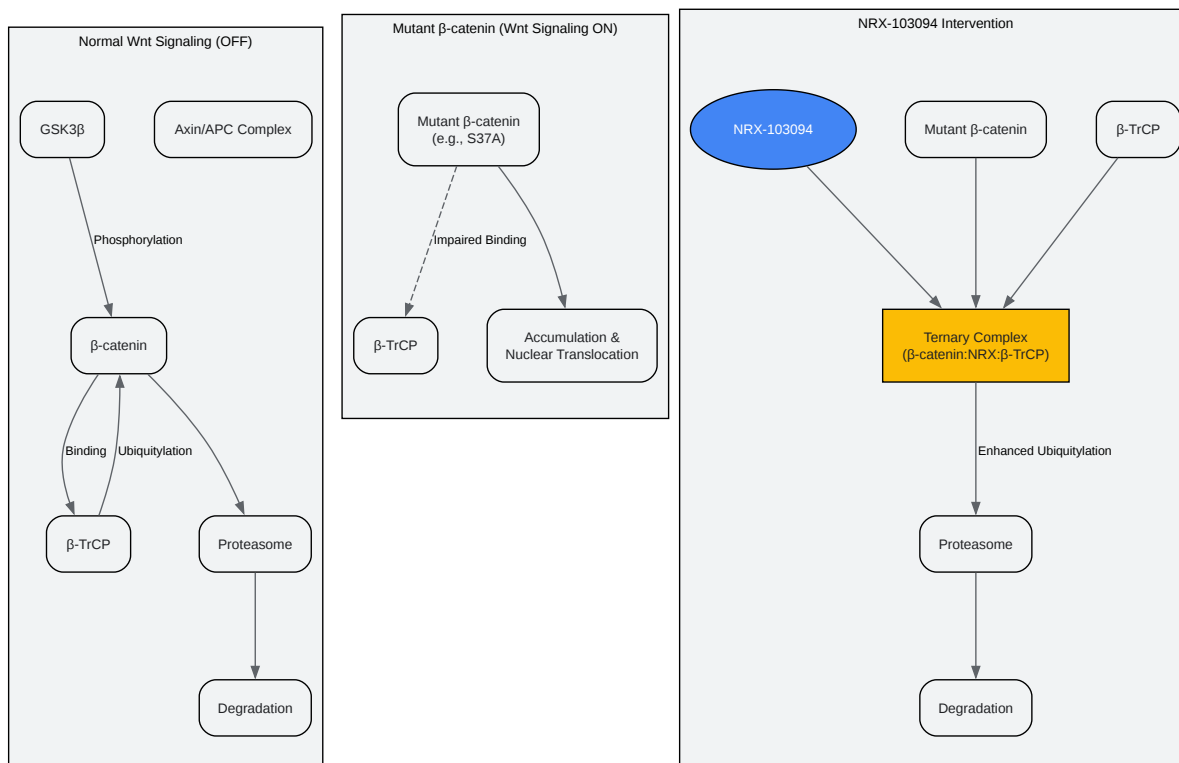 Normal Wnt Signaling (OFF)
GSK3β
Axin/APC Complex
Phosphorylation
β-catenin
Binding
Ubiquitylation
β-TrCP
Proteasome
Degradation
Mutant β-catenin (Wnt Signaling ON)
Mutant β-catenin
(e.g., S37A)
Impaired Binding
β-TrCP
Accumulation &
Nuclear Translocation
NRX-103094 Intervention
NRX-103094
Mutant β-catenin
β-TrCP
Ternary Complex
(β-catenin:NRX:β-TrCP)
Enhanced Ubiquitylation
Proteasome
Degradation